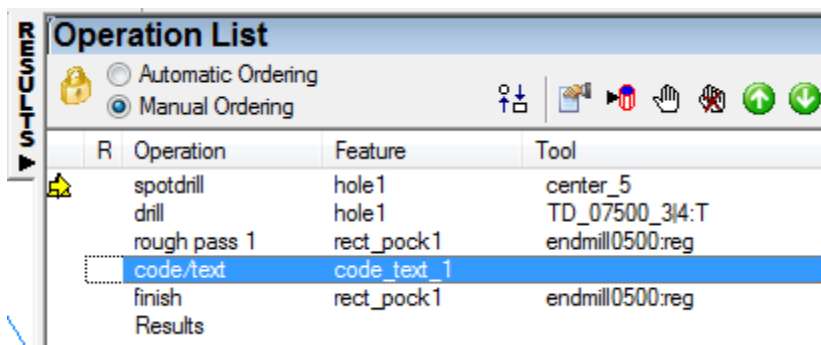 RESULTS
Operation List
Automatic Ordering
Manual Ordering
R Operation Feature Tool
spotdrill hole1 center_5
drill hole1 TD_07500_3|4:T
rough pass 1 rect_pock1 endmill0500:reg
code/text code_text_1
finish rect_pock1 endmill0500:reg
Results